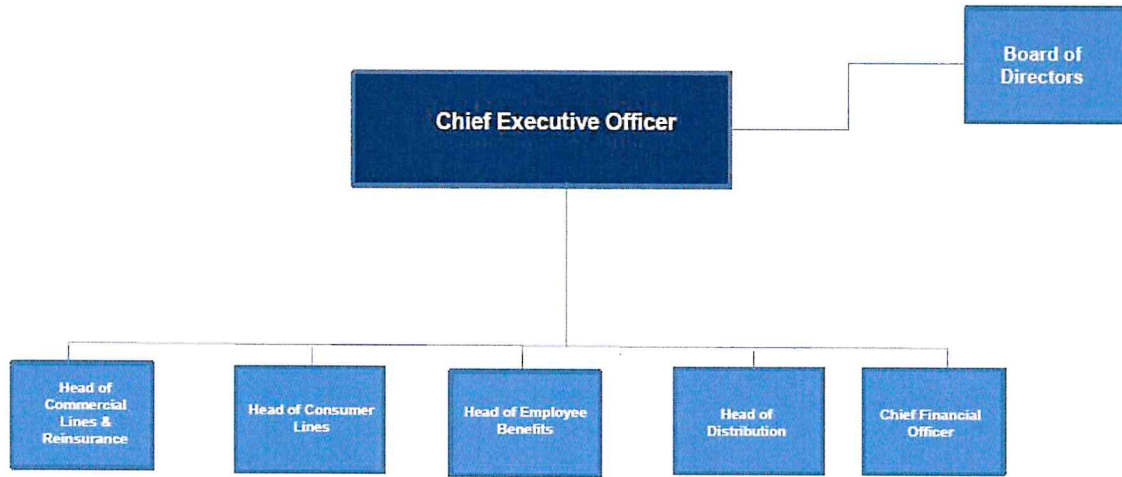 Board of
Directors
Chief Executive Officer
Head of
Commercial
Lines &
Reinsurance
Head of Consumer
Lines
Head of Employee
Benefits
Head of
Distribution
Chief Financial
Officer